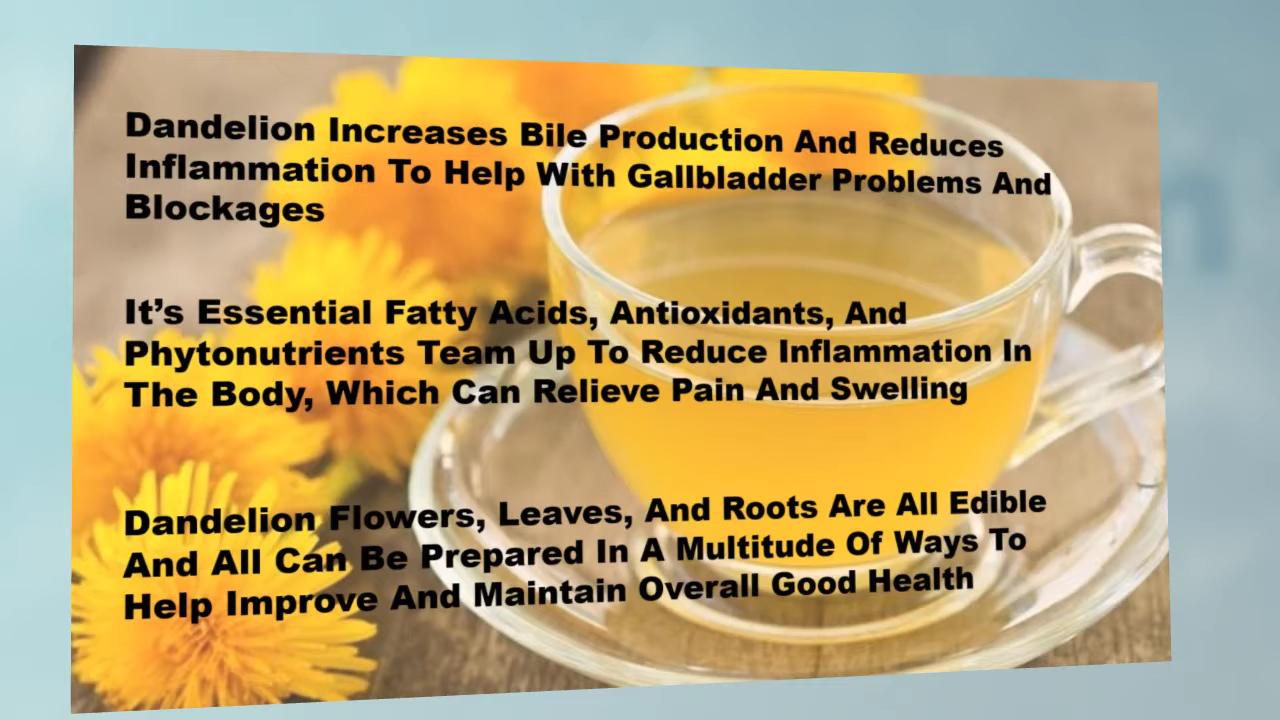 Dandelion Increases Bile Production And Reduces
Inflammation To Help With Gallbladder Problems And
Blockages
It’s Essential Fatty Acids, Antioxidants, And
Phytonutrients Team Up To Reduce Inflammation In
The Body, Which Can Relieve Pain And Swelling
Dandelion Flowers, Leaves, And Roots Are All Edible
And All Can Be Prepared In A Multitude Of Ways To
Help Improve And Maintain Overall Good Health